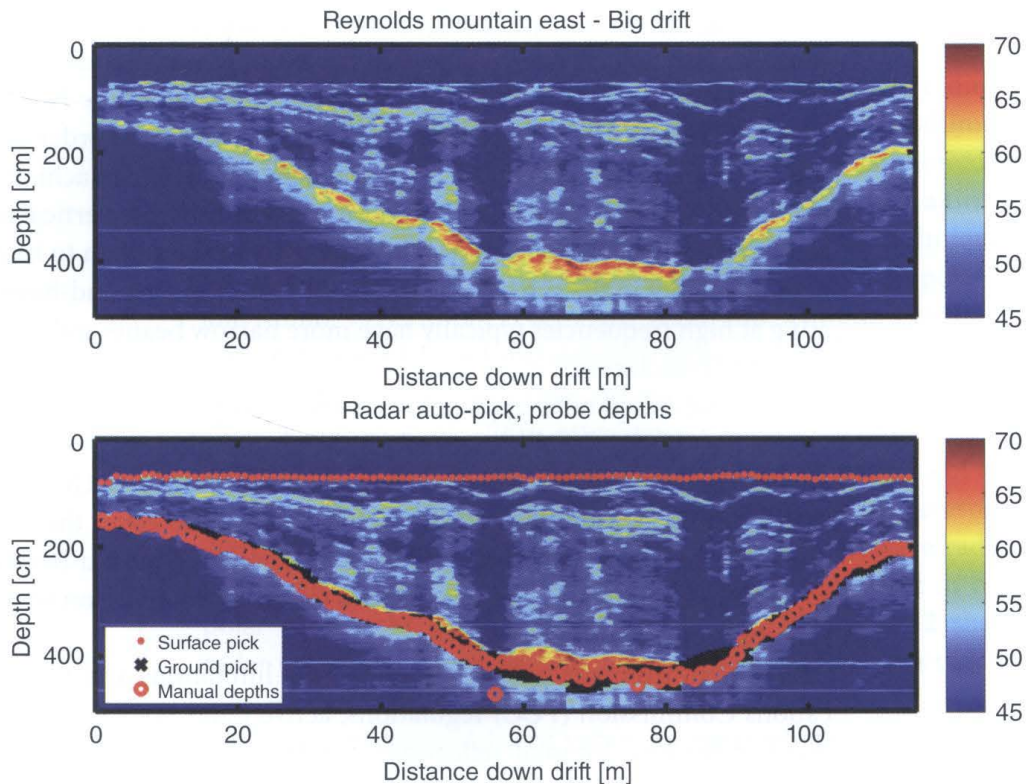 Reynolds mountain east - Big drift
0
200
400
Depth [cm]
0 20 40 60 80 100
Distance down drift [m]
70
65
60
55
50
45
Radar auto-pick, probe depths
0
200
400
Depth [cm]
Surface pick
Ground pick
Manual depths
0 20 40 60 80 100
Distance down drift [m]
70
65
60
55
50
45